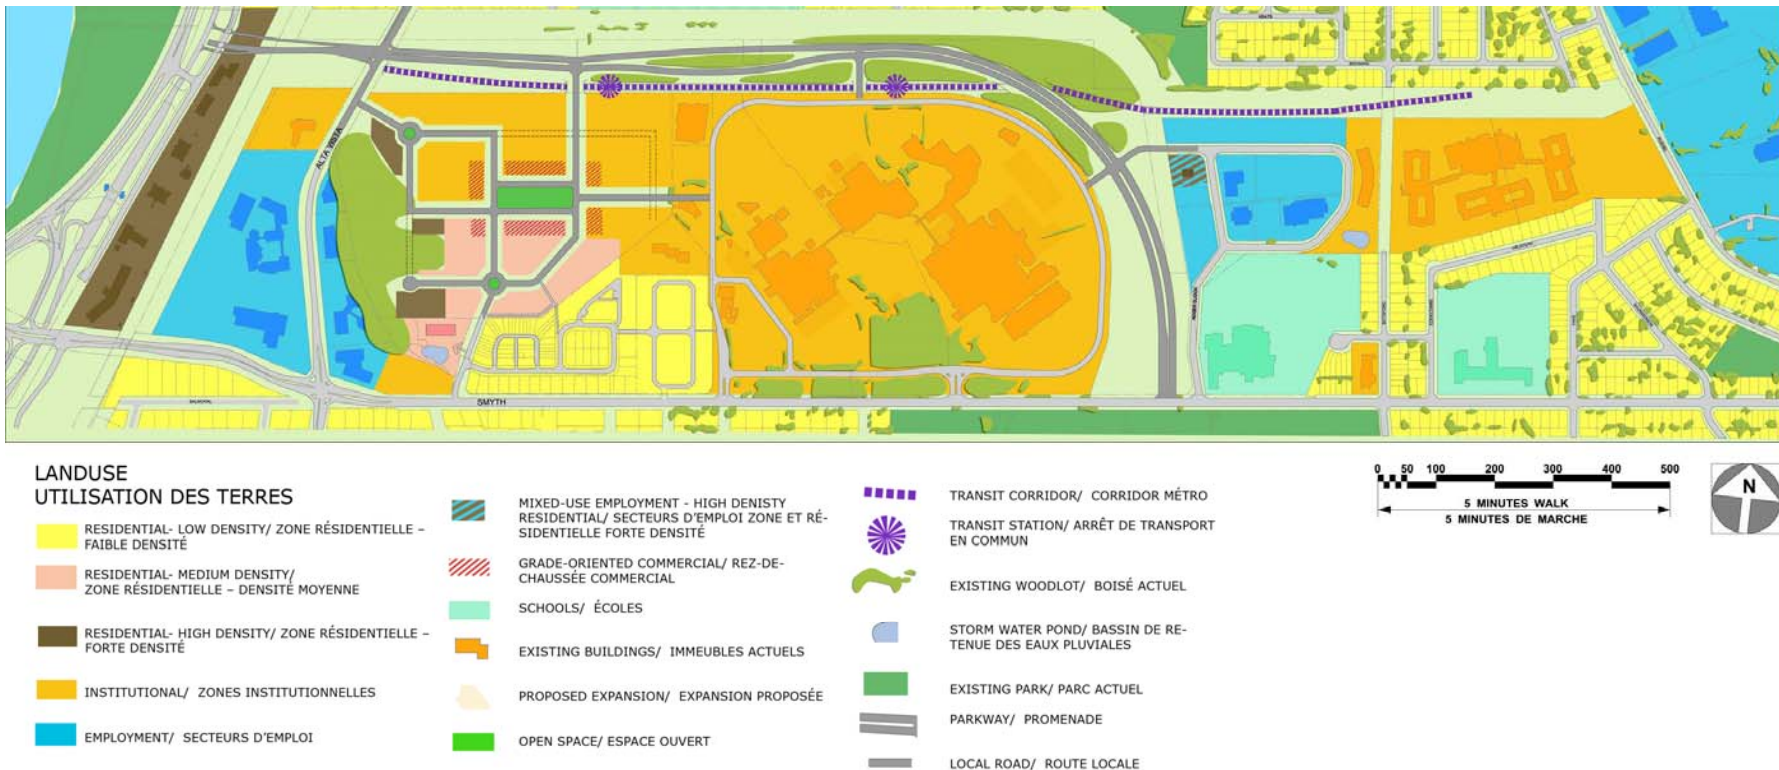 ALTA VISTA
SMYTH
LANDUSE
UTILISATION DES TERRES
RESIDENTIAL- LOW DENSITY/ ZONE RÉSIDENTIELLE –
FAIBLE DENSITÉ
RESIDENTIAL- MEDIUM DENSITY/
ZONE RÉSIDENTIELLE – DENSITÉ MOYENNE
RESIDENTIAL- HIGH DENSITY/ ZONE RÉSIDENTIELLE –
FORTE DENSITÉ
INSTITUTIONAL/ ZONES INSTITUTIONNELLES
EMPLOYMENT/ SECTEURS D'EMPLOI
MIXED-USE EMPLOYMENT - HIGH DENISTY
RESIDENTIAL/ SECTEURS D'EMPLOI ZONE ET RÉ-
SIDENTIELLE FORTE DENSITÉ
GRADE-ORIENTED COMMERCIAL/ REZ-DE-
CHAUSSÉE COMMERCIAL
SCHOOLS/ ÉCOLES
EXISTING BUILDINGS/ IMMEUBLES ACTUELS
PROPOSED EXPANSION/ EXPANSION PROPOSÉE
OPEN SPACE/ ESPACE OUVERT
TRANSIT CORRIDOR/ CORRIDOR MÉTRO
TRANSIT STATION/ ARRÊT DE TRANSPORT
EN COMMUN
EXISTING WOODLOT/ BOISÉ ACTUEL
STORM WATER POND/ BASSIN DE RE-
TENUE DES EAUX PLUVIALES
EXISTING PARK/ PARC ACTUEL
PARKWAY/ PROMENADE
LOCAL ROAD/ ROUTE LOCALE
0 50 100 200 300 400 500
5 MINUTES WALK
5 MINUTES DE MARCHE
N